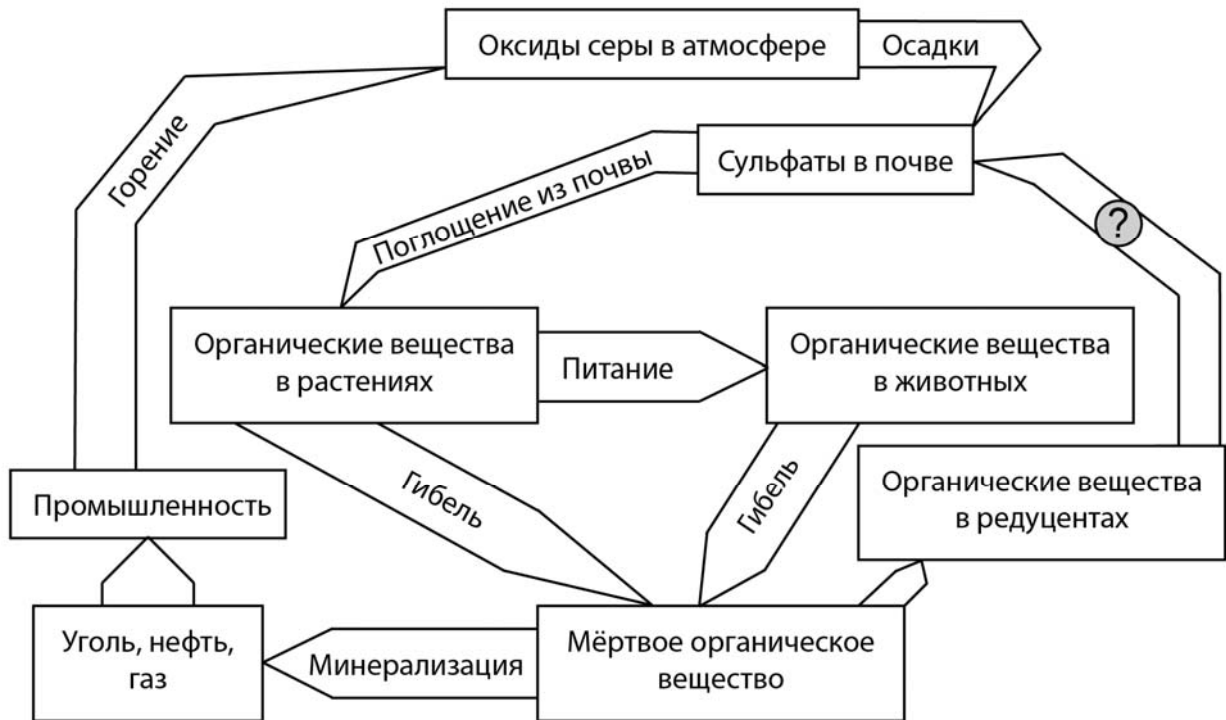 Оксиды серы в атмосфере
Осадки
Горение
Сульфаты в почве
Поглощение из почвы
?
Органические вещества
в растениях
Питание
Органические вещества
в животных
Гибель
Гибель
Органические вещества
в редуцентах
Промышленность
Уголь, нефть,
газ
Минерализация
Мёртвое органическое
вещество